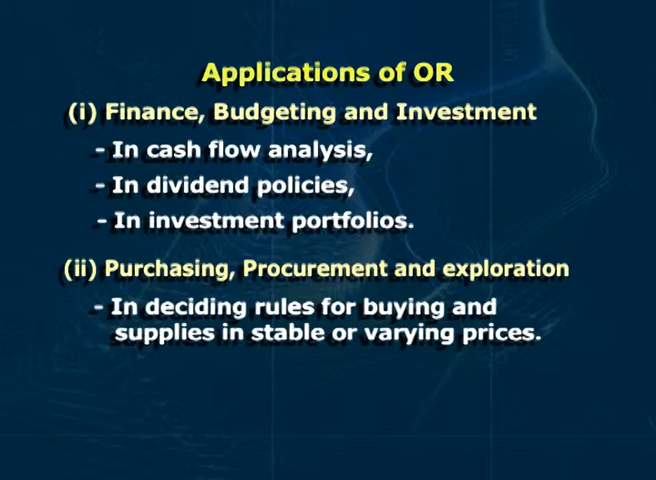 Applications of OR
(i) Finance, Budgeting and Investment
- In cash flow analysis,
- In dividend policies,
- In investment portfolios.
(ii) Purchasing, Procurement and exploration
- In deciding rules for buying and
supplies in stable or varying prices.